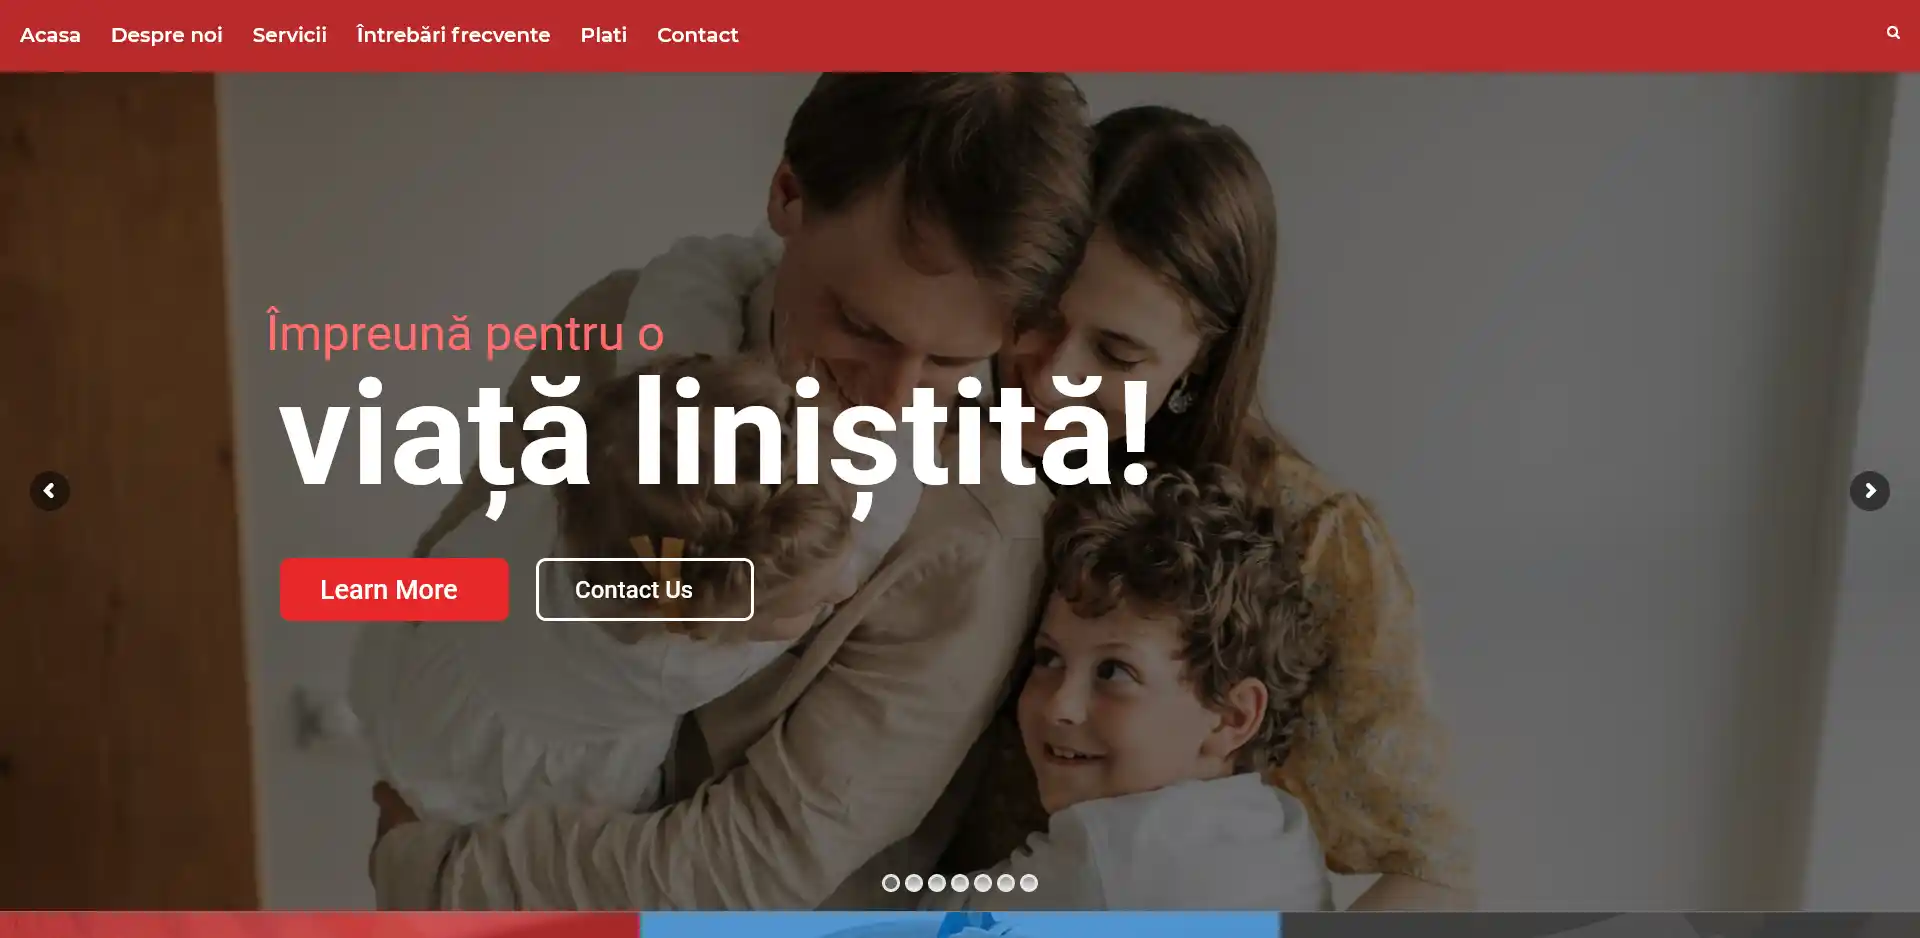 Acasa Despre noi Servicii Întrebări frecvente Plati Contact
Împreună pentru o
viață liniștită!
Learn More Contact Us